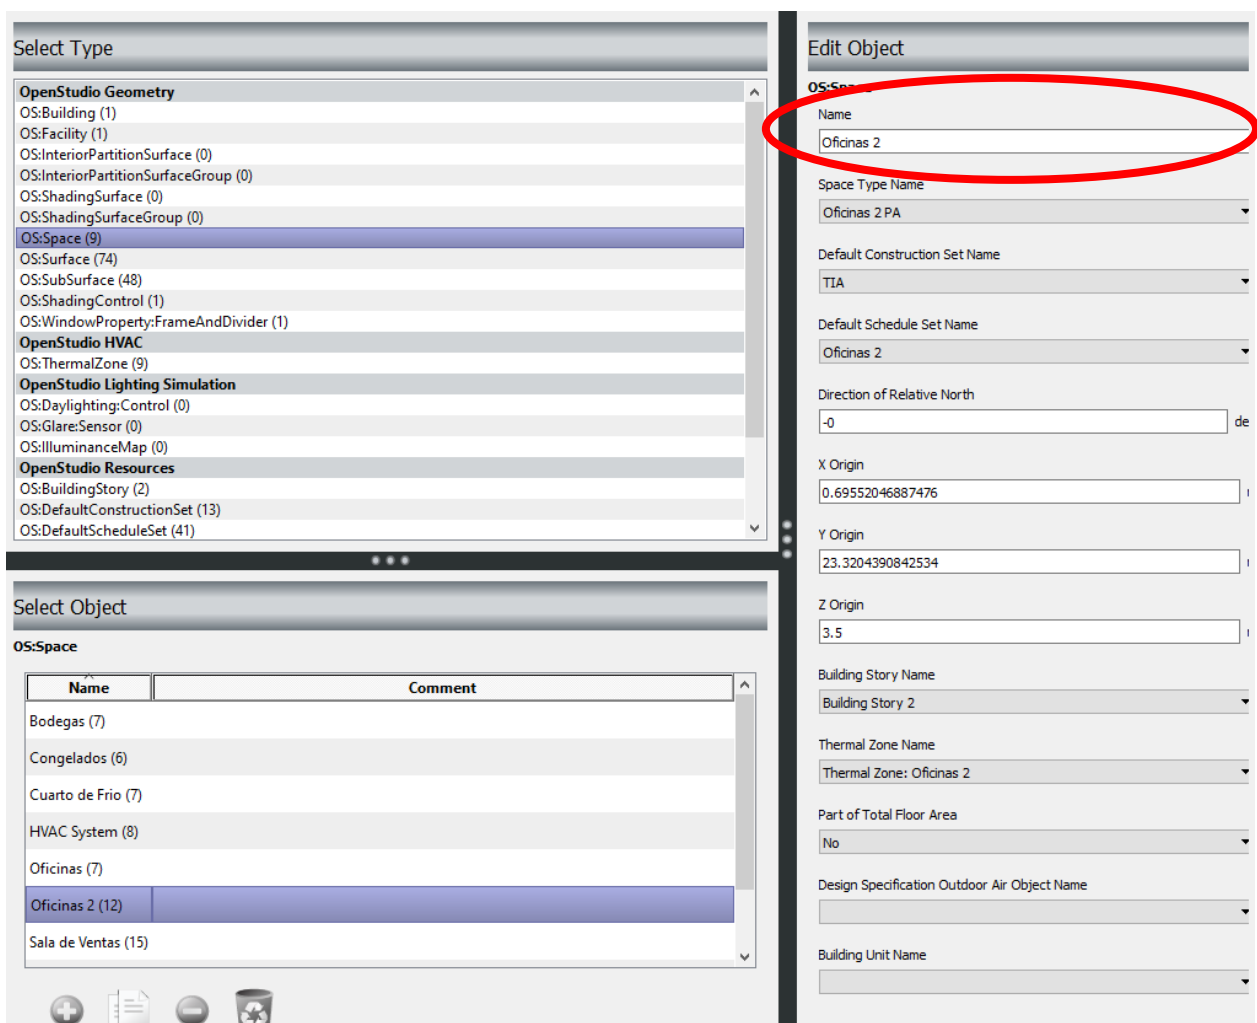 Select Type
OpenStudio Geometry
OS:Building (1)
OS:Facility (1)
OS:InteriorPartitionSurface (0)
OS:InteriorPartitionSurfaceGroup (0)
OS:ShadingSurface (0)
OS:ShadingSurfaceGroup (0)
OS:Space (9)
OS:Surface (74)
OS:SubSurface (48)
OS:ShadingControl (1)
OS:WindowProperty:FrameAndDivider (1)
OpenStudio HVAC
OS:ThermalZone (9)
OpenStudio Lighting Simulation
OS:Daylighting:Control (0)
OS:Glare:Sensor (0)
OS:IlluminanceMap (0)
OpenStudio Resources
OS:BuildingStory (2)
OS:DefaultConstructionSet (13)
OS:DefaultScheduleSet (41)
Select Object
OS:Space
Name Comment
Bodegas (7)
Congelados (6)
Cuarto de Frio (7)
HVAC System (8)
Oficinas (7)
Oficinas 2 (12)
Sala de Ventas (15)
Edit Object
OS:Space
Name
Oficinas 2
Space Type Name
Oficinas 2 PA
Default Construction Set Name
TIA
Default Schedule Set Name
Oficinas 2
Direction of Relative North
-0 de
X Origin
0.69552046887476
Y Origin
23.3204390842534
Z Origin
3.5
Building Story Name
Building Story 2
Thermal Zone Name
Thermal Zone: Oficinas 2
Part of Total Floor Area
No
Design Specification Outdoor Air Object Name
Building Unit Name